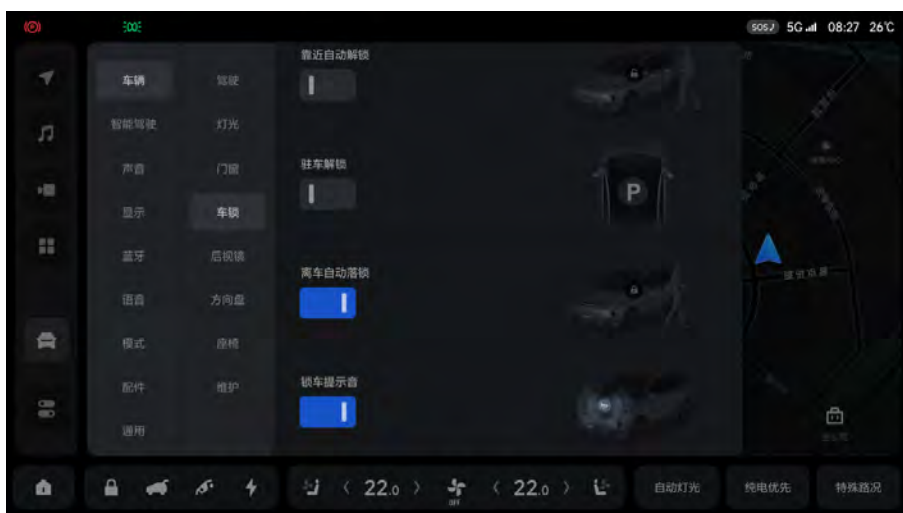 SOS 5G 08:27 26℃
靠近自动解锁
车辆 驾驶
智能驾驶 灯光
声音 门窗
驻车解锁
P
显示 车锁
蓝牙 后视镜
离车自动落锁
语音 方向盘
模式 座椅
锁车提示音
配件 维护
通用
22.0 OFF 22.0 自动灯光 纯电优先 特殊路况